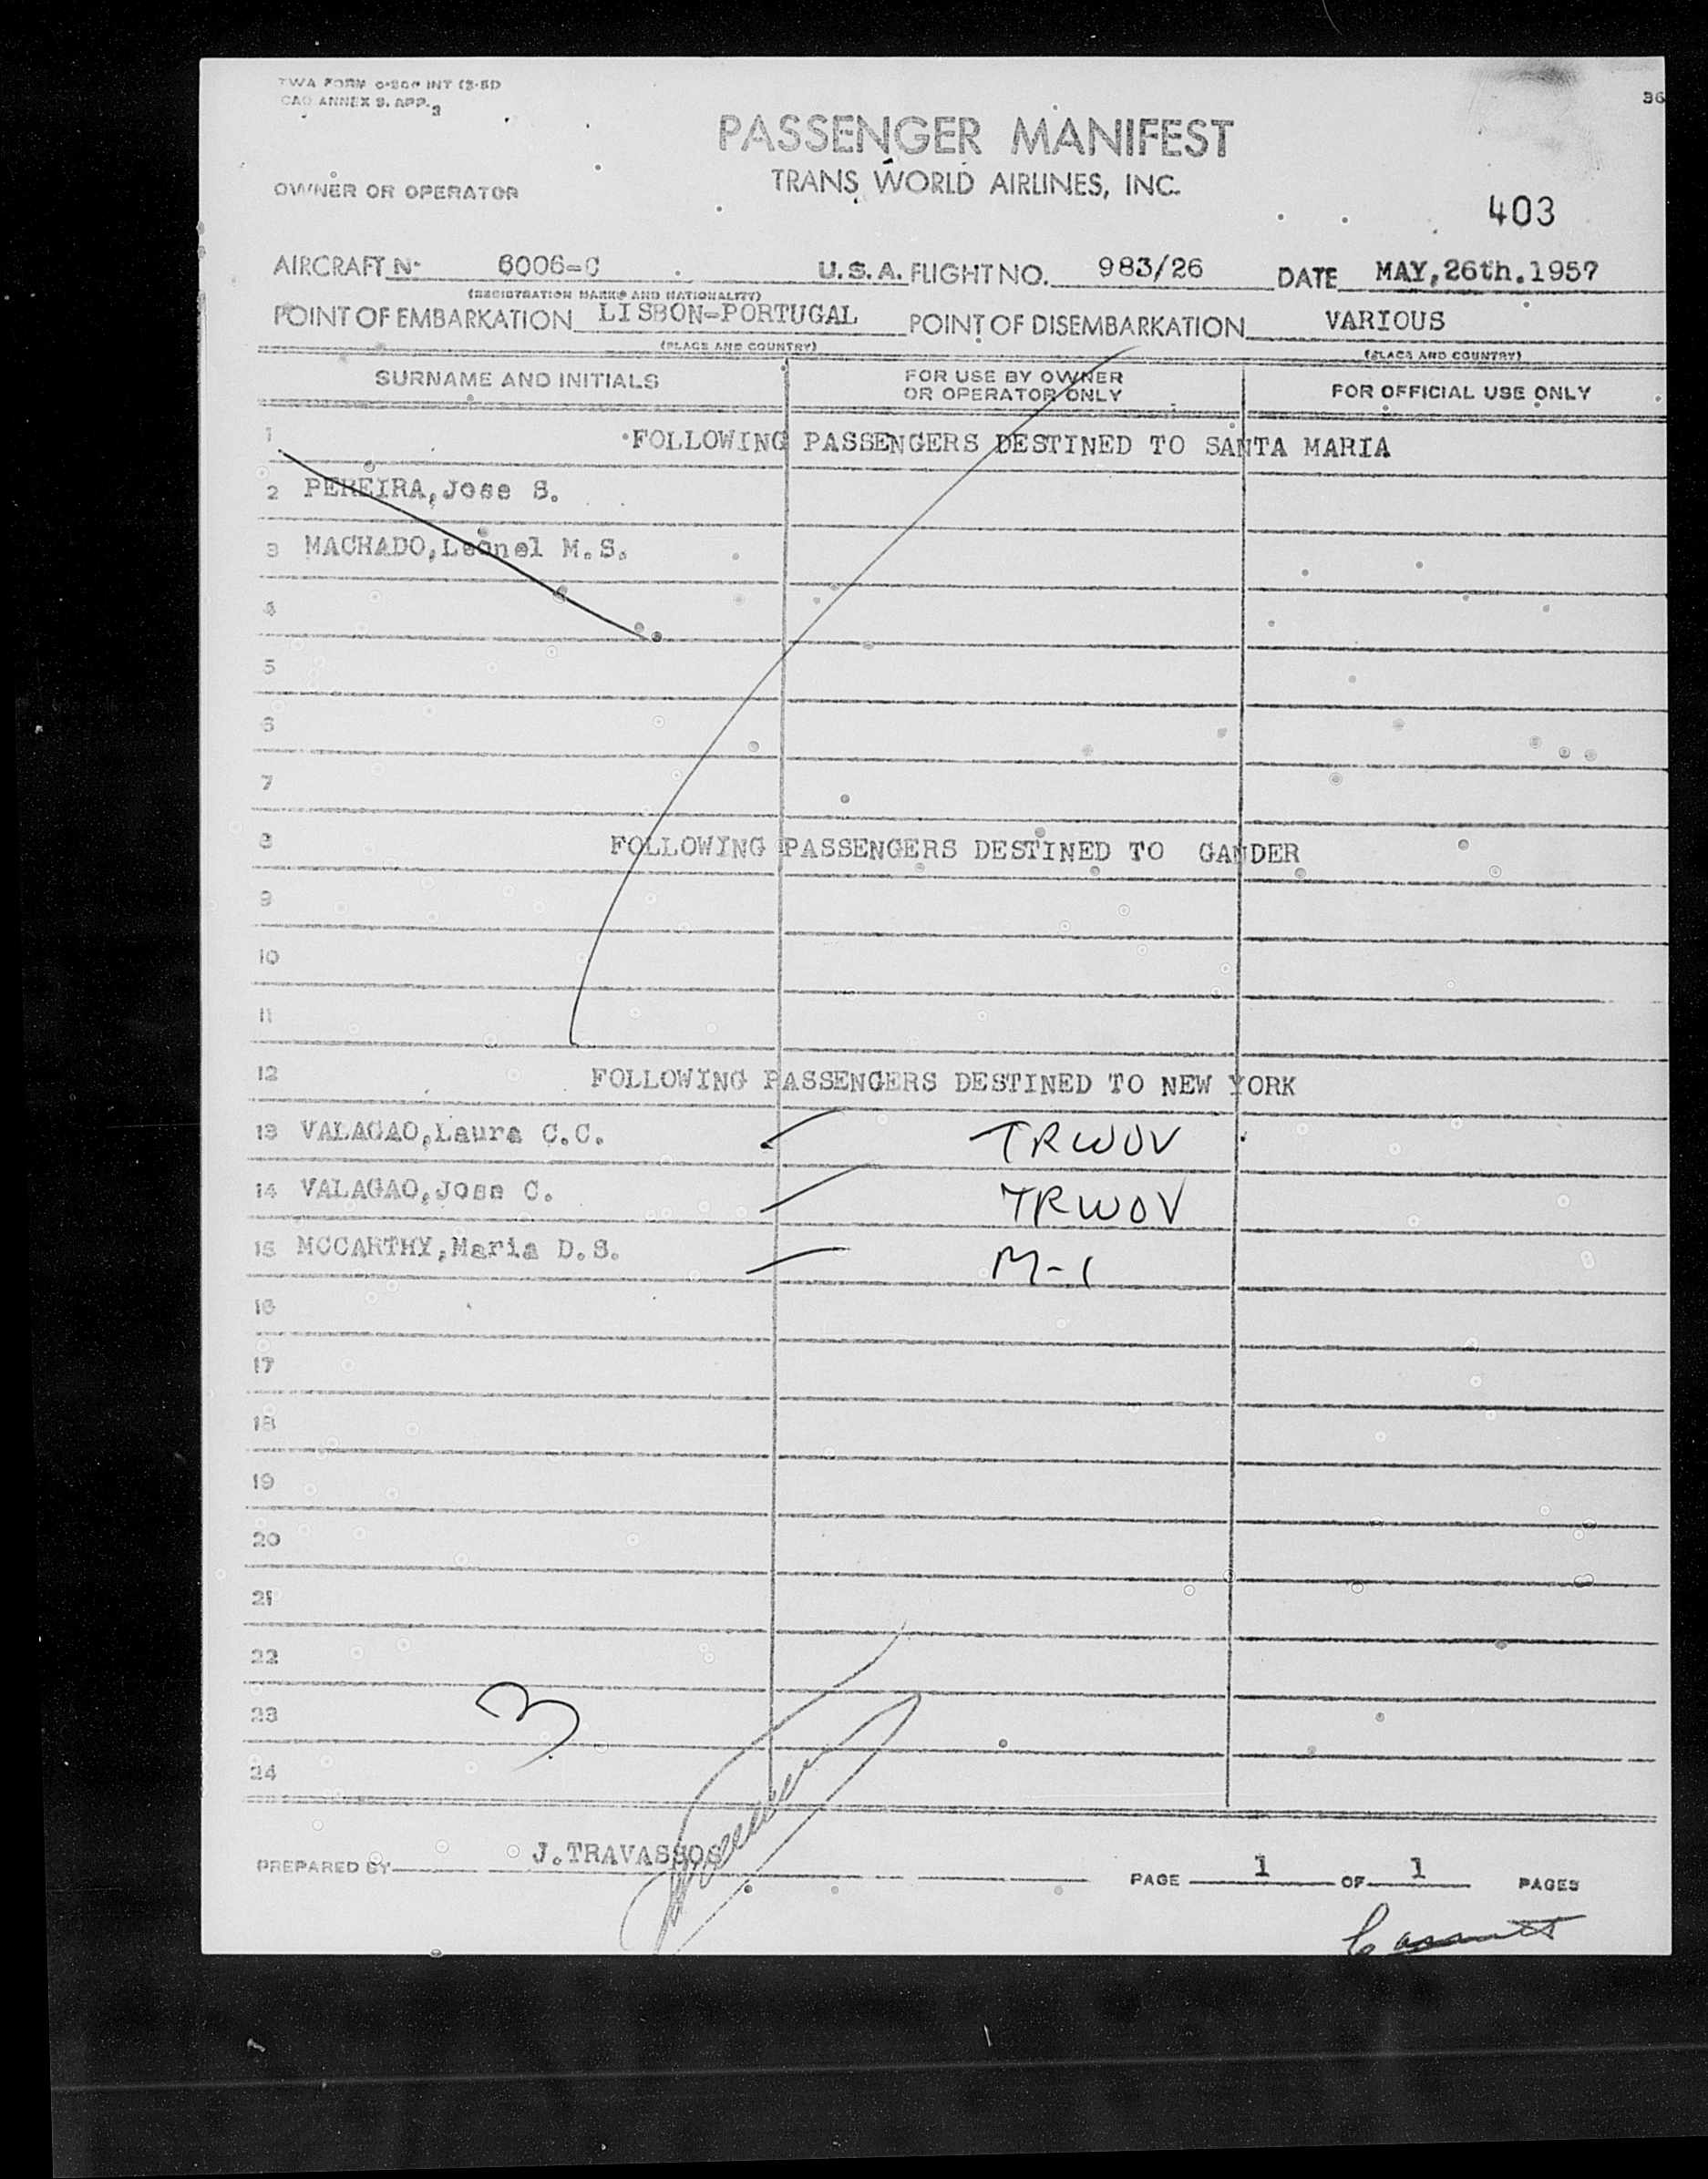 TWA FORM
CAO ANNEX 9. APP. 3
36
PASSENGER MANIFEST
TRANS WORLD AIRLINES, INC.
OWNER OR OPERATOR
403
AIRCRAFT N- 6006-C U.S.A. FLIGHT NO. 983/26 DATE MAY,26th.1957
(REGISTRATION MARKS AND NATIONALITY)
POINT OF EMBARKATION LISBON-PORTUGAL POINT OF DISEMBARKATION VARIOUS
(PLACE AND COUNTRY) (PLACE AND COUNTRY)
SURNAME AND INITIALS FOR USE BY OWNER OR OPERATOR ONLY FOR OFFICIAL USE ONLY
1 FOLLOWING PASSENGERS DESTINED TO SANTA MARIA
2 PEREIRA,Jose S.
3 MACHADO,Leonel M.S.
4
5
6
7
8 FOLLOWING PASSENGERS DESTINED TO GANDER
9
10
11
12 FOLLOWING PASSENGERS DESTINED TO NEW YORK
13 VALAGAO,Laura C.C. TRWOV
14 VALAGAO,Jose C. TRWOV
15 MCCARTHY,Maria D.S. M-1
16
17
18
19
20
21
22
23 3
24
PREPARED BY J.TRAVASSOS PAGE 1 OF 1 PAGES